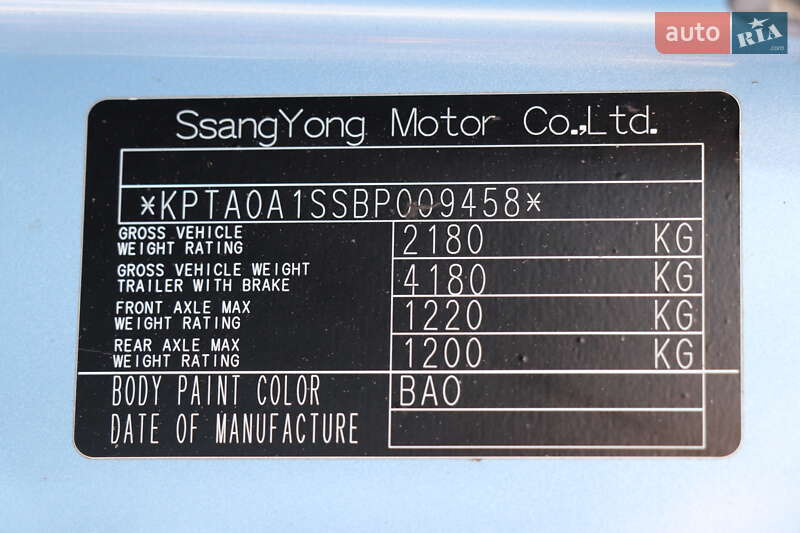 auto RIA.com
SsangYong Motor Co.,Ltd.
*KPTA0A1SSBP009458*
GROSS VEHICLE
WEIGHT RATING 2180 KG
GROSS VEHICLE WEIGHT
TRAILER WITH BRAKE 4180 KG
FRONT AXLE MAX
WEIGHT RATING 1220 KG
REAR AXLE MAX
WEIGHT RATING 1200 KG
BODY PAINT COLOR BAO
DATE OF MANUFACTURE